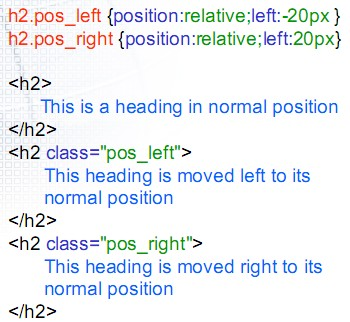 h2.pos_left {position:relative;left:-20px }
h2.pos_right {position:relative;left:20px}
<h2>
This is a heading in normal position
</h2>
<h2 class="pos_left">
This heading is moved left to its
normal position
</h2>
<h2 class="pos_right">
This heading is moved right to its
normal position
</h2>